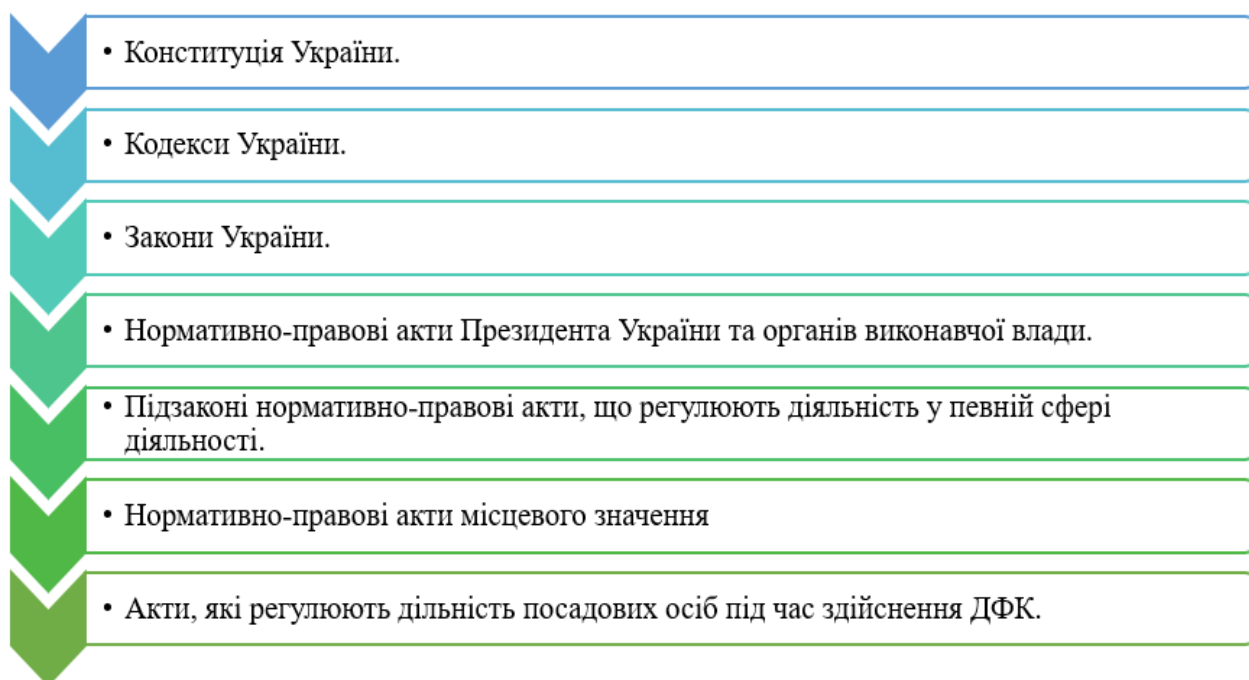 • Конституція України.
• Кодекси України.
• Закони України.
• Нормативно-правові акти Президента України та органів виконавчої влади.
• Підзаконі нормативно-правові акти, що регулюють діяльність у певній сфері
діяльності.
• Нормативно-правові акти місцевого значення
• Акти, які регулюють дільність посадових осіб під час здійснення ДФК.